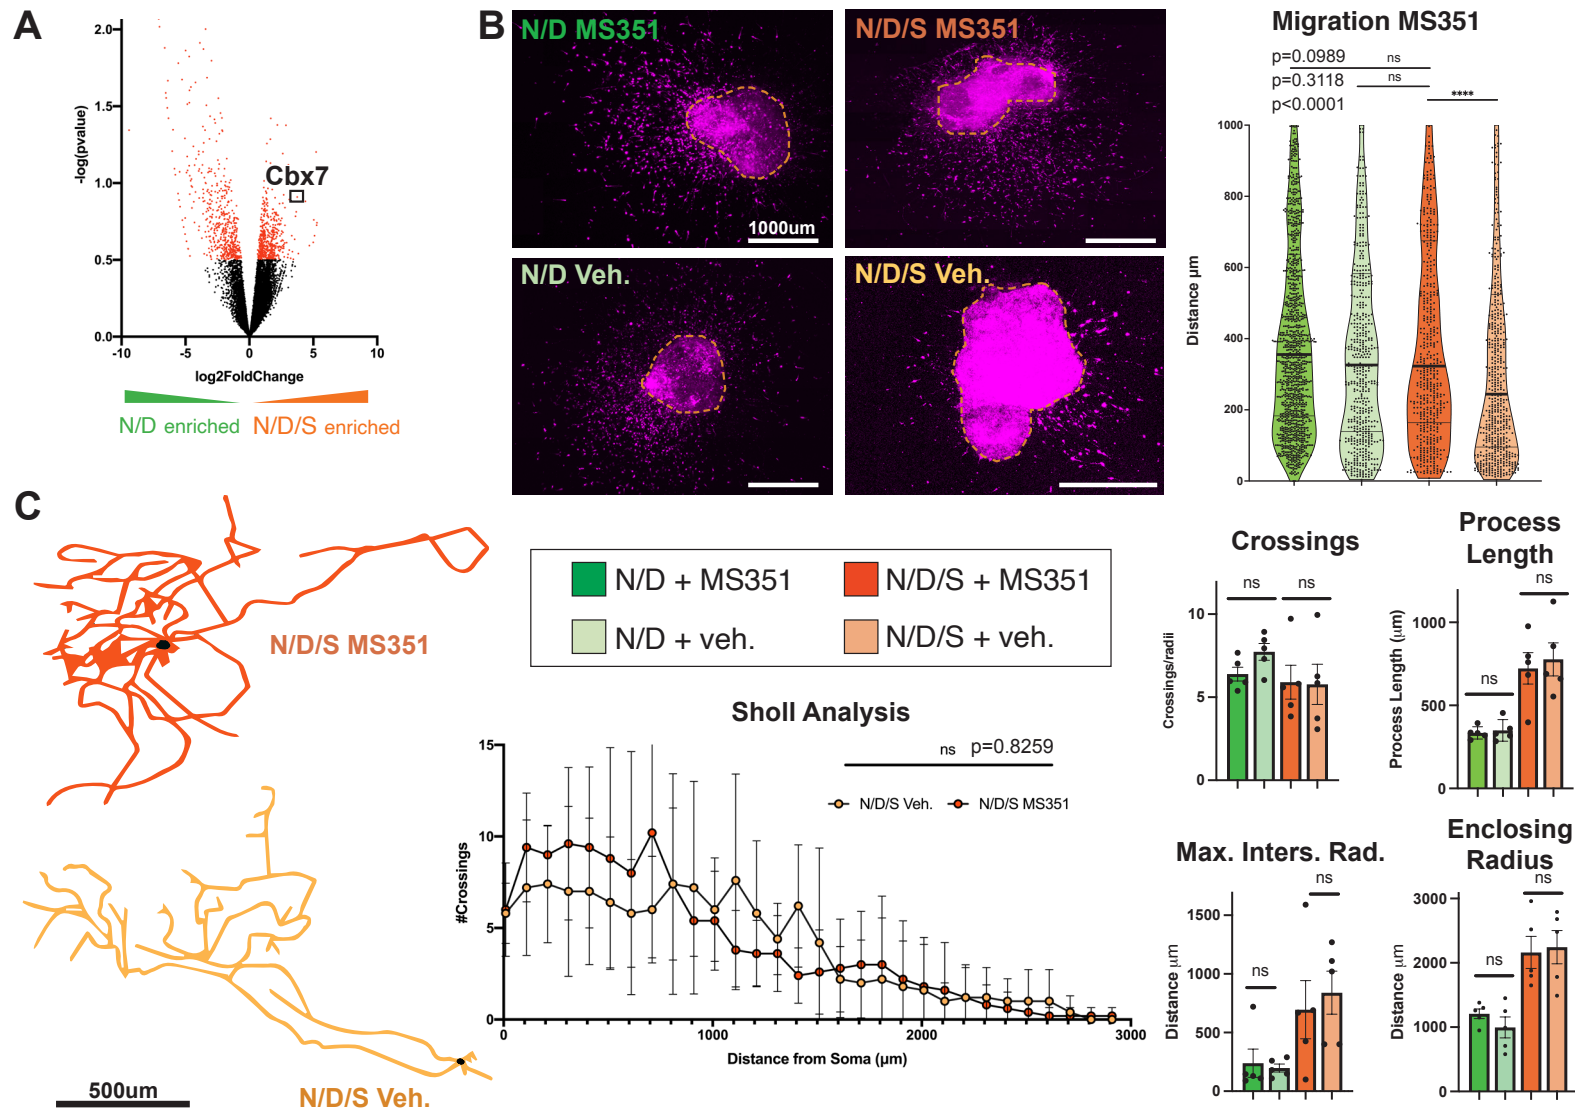 A
2.0
1.5
1.0
0.5
0.0
-log(pvalue)
Cbx7
-10
-5
0
5
10
log2FoldChange
N/D enriched
N/D/S enriched
B
N/D MS351
1000um
N/D/S MS351
N/D Veh.
N/D/S Veh.
Migration MS351
p=0.0989
ns
p=0.3118
ns
p<0.0001
****
1000
800
600
400
200
0
Distance µm
C
N/D/S MS351
N/D/S Veh.
500um
N/D + MS351
N/D/S + MS351
N/D + veh.
N/D/S + veh.
Sholl Analysis
ns p=0.8259
N/D/S Veh.
N/D/S MS351
15
10
5
0
#Crossings
0
1000
2000
3000
Distance from Soma (µm)
Crossings
ns
ns
10
5
0
Crossings/radii
Process
Length
ns
ns
1000
500
0
Process Length (µm)
Max. Inters. Rad.
ns
ns
1500
1000
500
0
Distance µm
Enclosing
Radius
ns
ns
3000
2000
1000
0
Distance µm